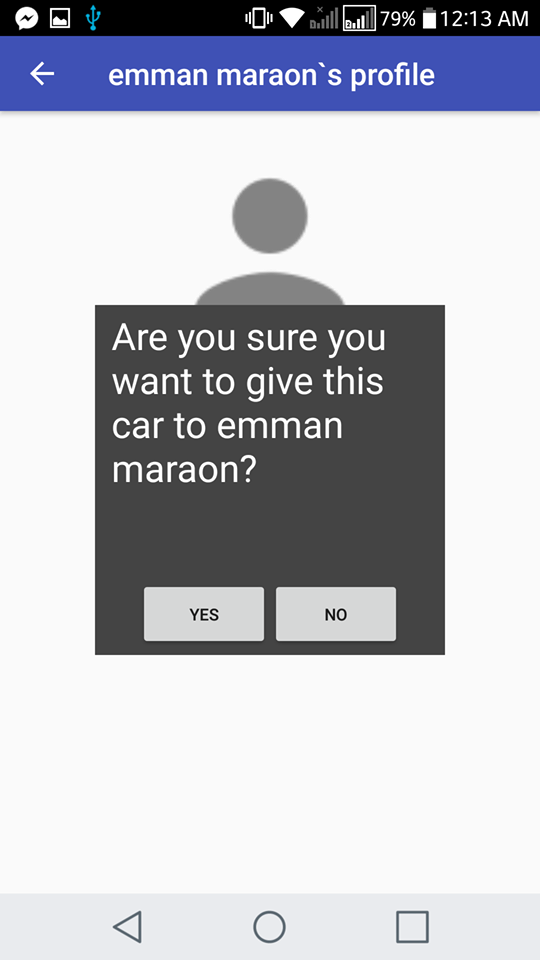 79% 12:13 AM
emman maraon`s profile
Are you sure you
want to give this
car to emman
maraon?
YES NO